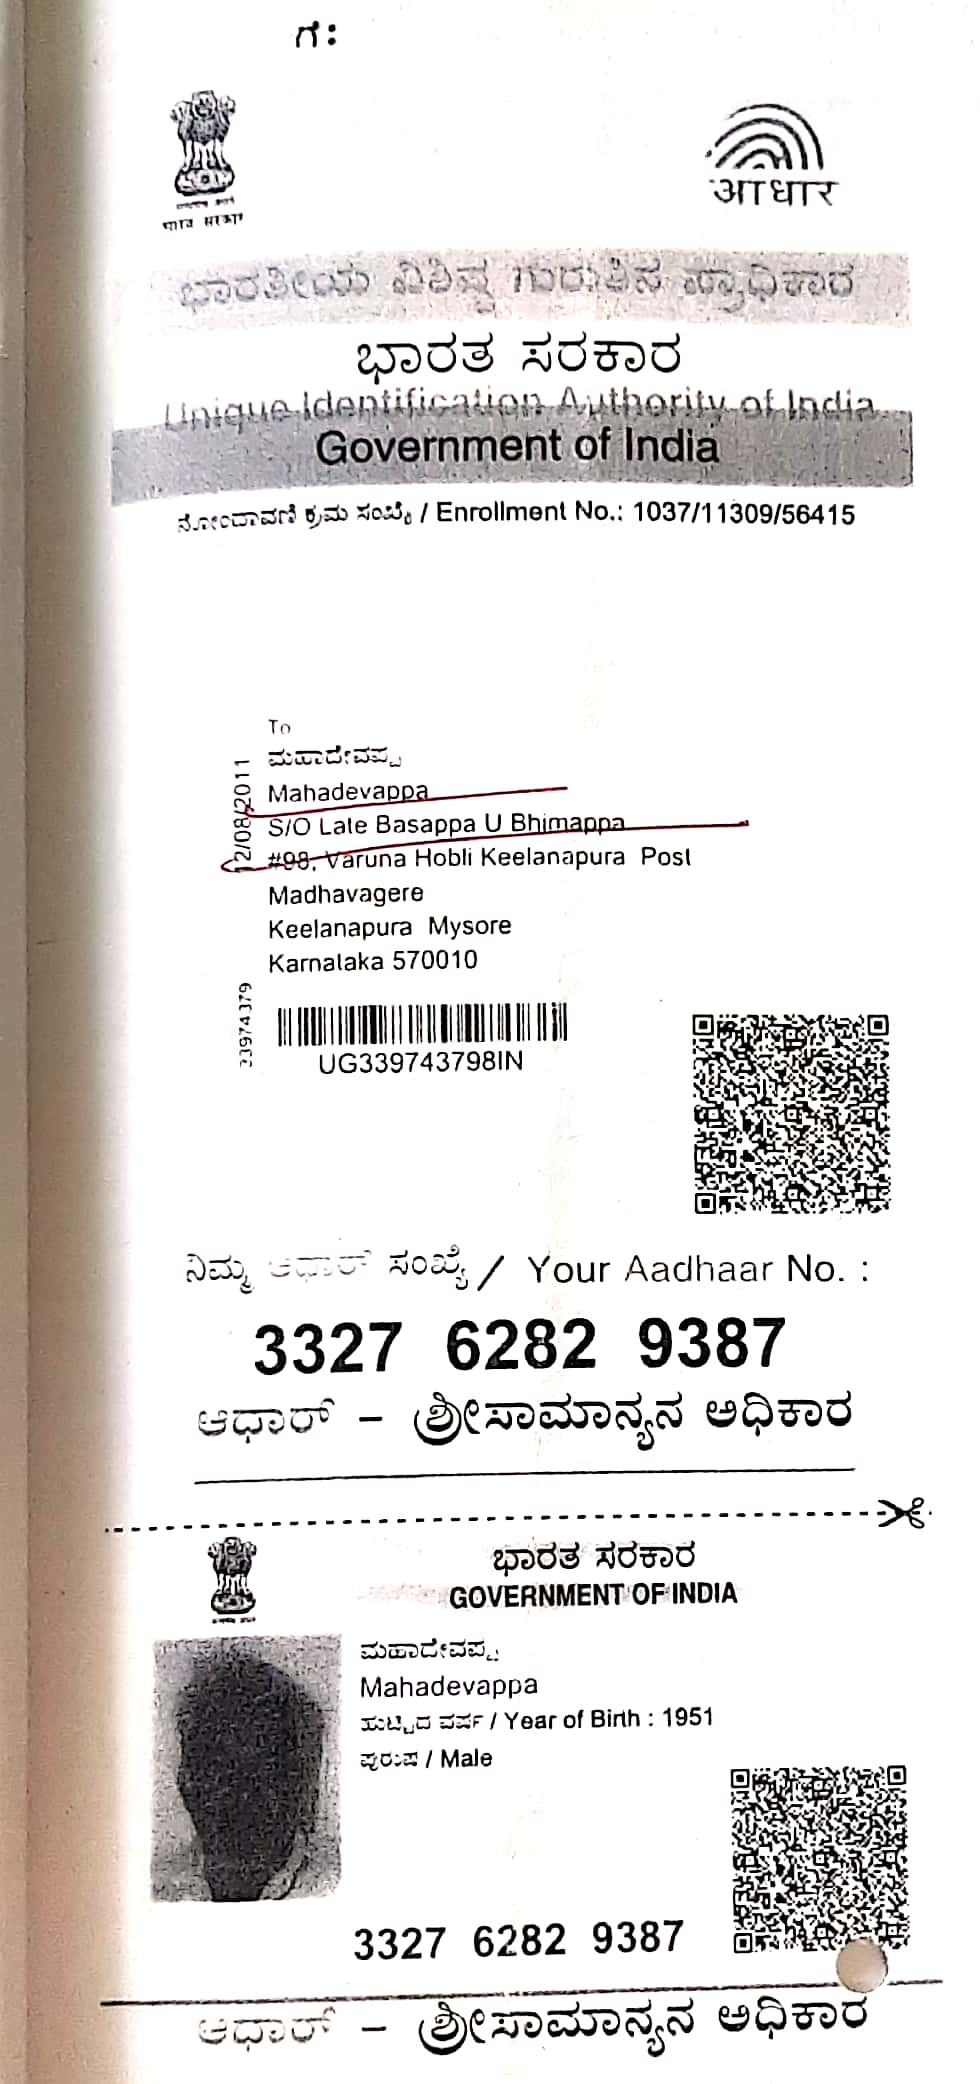 ಗೆ:
भारत सरकार
आधार
ಭಾರತೀಯ ವಿಶಿಷ್ಟ ಗುರುತಿನ ಪ್ರಾಧಿಕಾರ
ಭಾರತ ಸರಕಾರ
Unique Identification Authority of India
Government of India
ನೋಂದಾವಣಿ ಕ್ರಮ ಸಂಖ್ಯೆ / Enrollment No.: 1037/11309/56415
To
ಮಹಾದೇವಪ್ಪ
Mahadevappa
S/O Late Basappa U Bhimappa
#98, Varuna Hobli Keelanapura Post
Madhavagere
Keelanapura Mysore
Karnataka 570010
12/08/2011
33974379
UG339743798IN
ನಿಮ್ಮ ಆಧಾರ್ ಸಂಖ್ಯೆ / Your Aadhaar No. :
3327 6282 9387
ಆಧಾರ್ – ಶ್ರೀಸಾಮಾನ್ಯನ ಅಧಿಕಾರ
ಭಾರತ ಸರಕಾರ
GOVERNMENT OF INDIA
ಮಹಾದೇವಪ್ಪ
Mahadevappa
ಹುಟ್ಟಿದ ವರ್ಷ / Year of Birth : 1951
ಪುರುಷ / Male
3327 6282 9387
ಆಧಾರ್ – ಶ್ರೀಸಾಮಾನ್ಯನ ಅಧಿಕಾರ